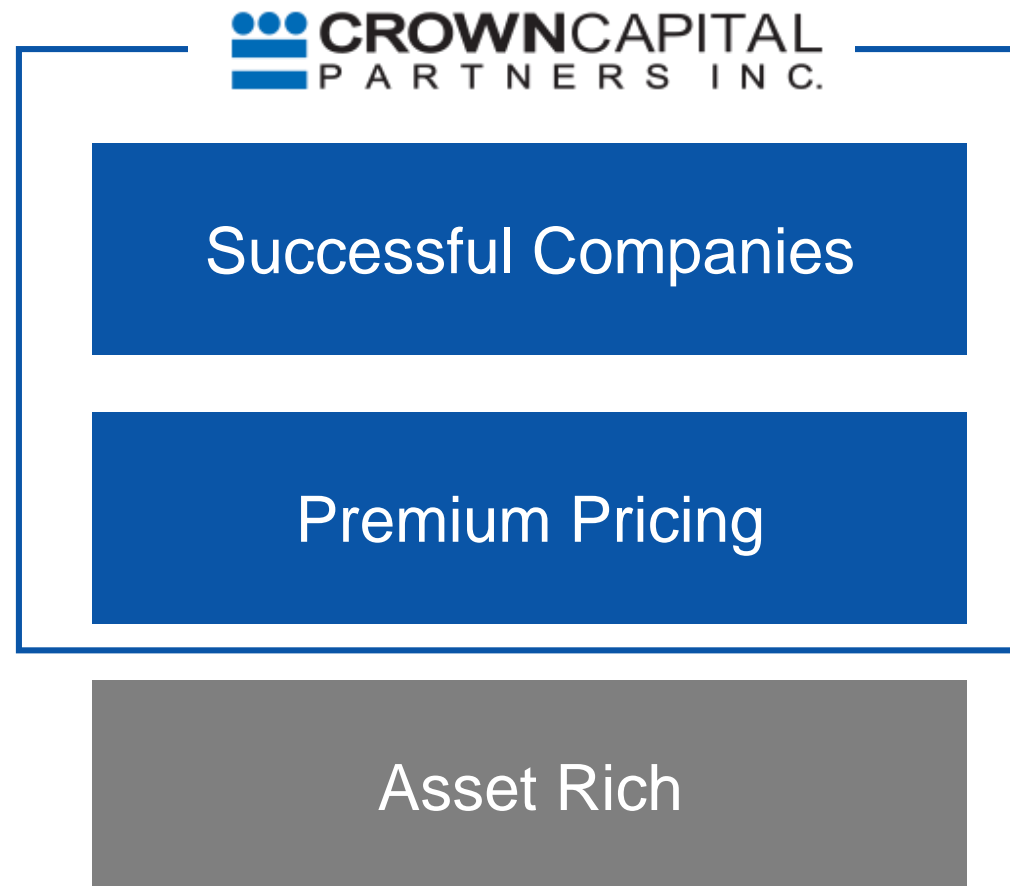 CROWNCAPITAL
PARTNERS INC.
Successful Companies
Premium Pricing
Asset Rich